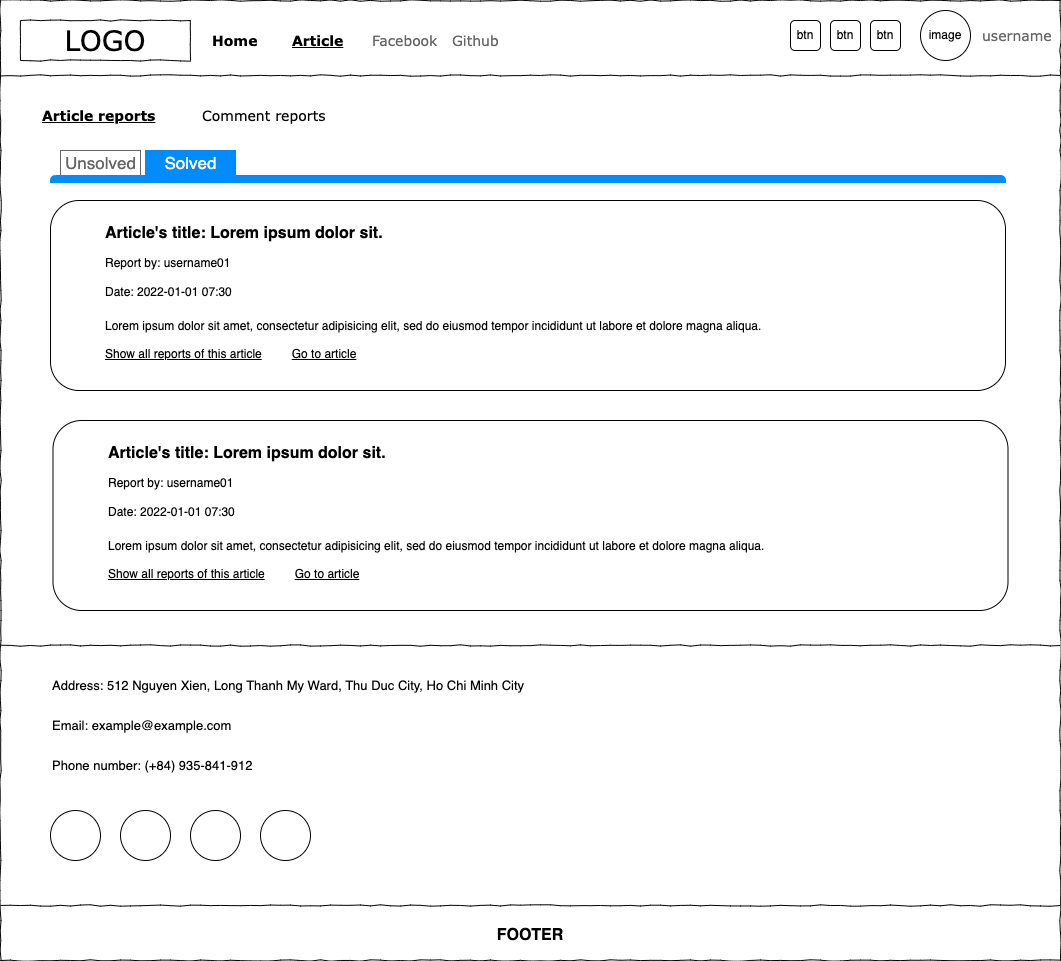 LOGO Home Article Facebook Github btn btn btn image username
Article reports Comment reports
Unsolved Solved
Article's title: Lorem ipsum dolor sit.
Report by: username01
Date: 2022-01-01 07:30
Lorem ipsum dolor sit amet, consectetur adipisicing elit, sed do eiusmod tempor incididunt ut labore et dolore magna aliqua.
Show all reports of this article Go to article
Article's title: Lorem ipsum dolor sit.
Report by: username01
Date: 2022-01-01 07:30
Lorem ipsum dolor sit amet, consectetur adipisicing elit, sed do eiusmod tempor incididunt ut labore et dolore magna aliqua.
Show all reports of this article Go to article
Address: 512 Nguyen Xien, Long Thanh My Ward, Thu Duc City, Ho Chi Minh City
Email: example@example.com
Phone number: (+84) 935-841-912
FOOTER